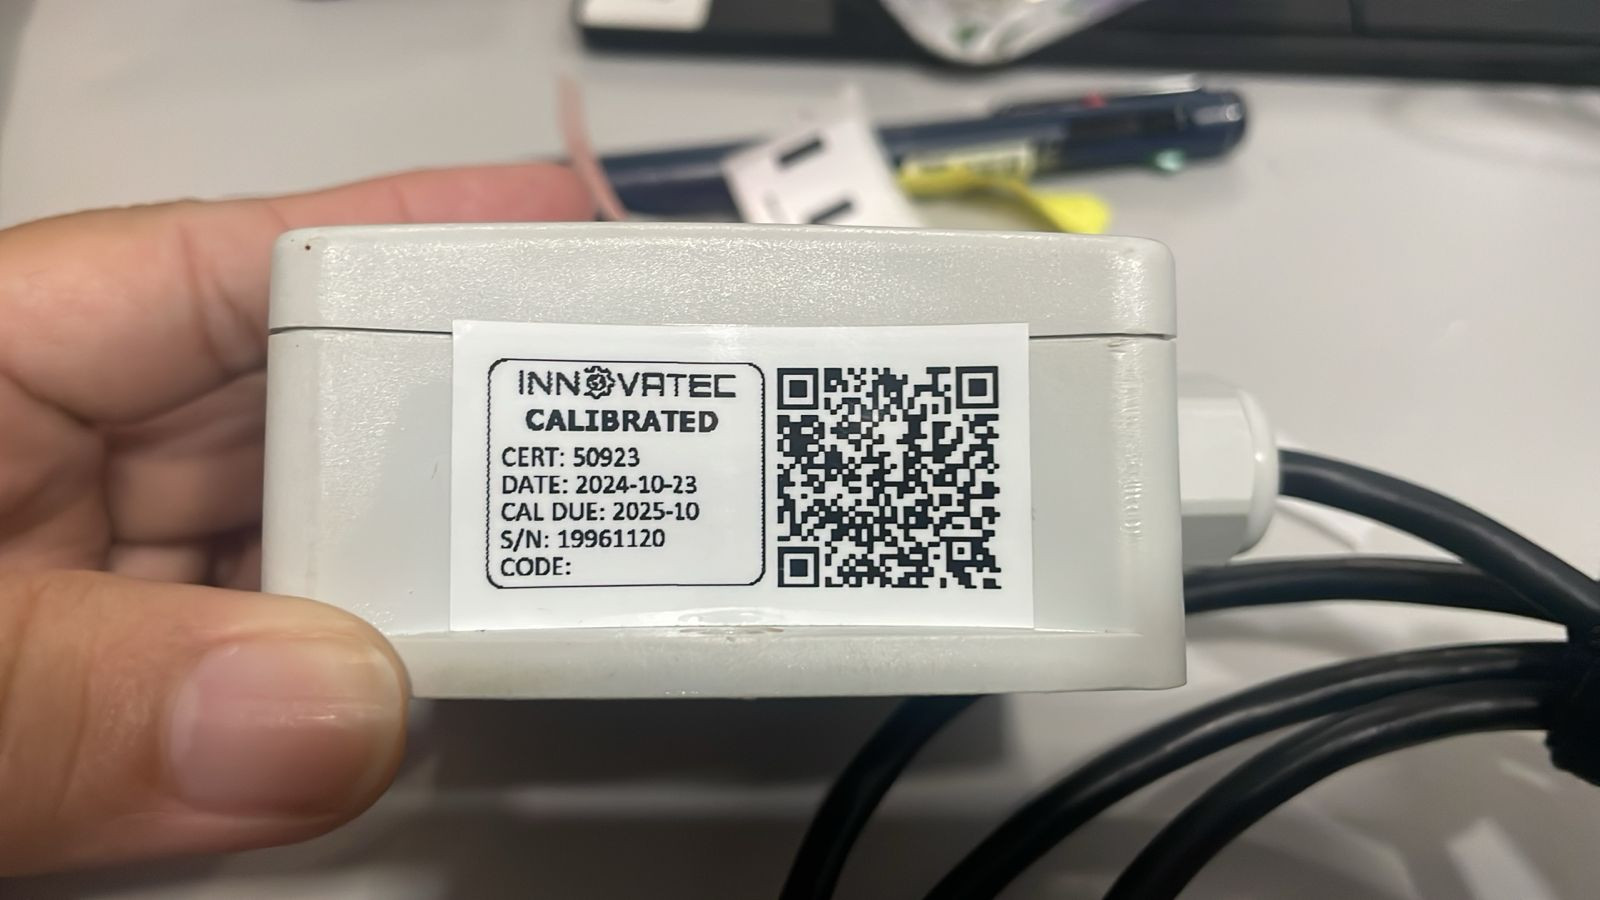 INNOVATEC
CALIBRATED
CERT: 50923
DATE: 2024-10-23
CAL DUE: 2025-10
S/N: 19961120
CODE: